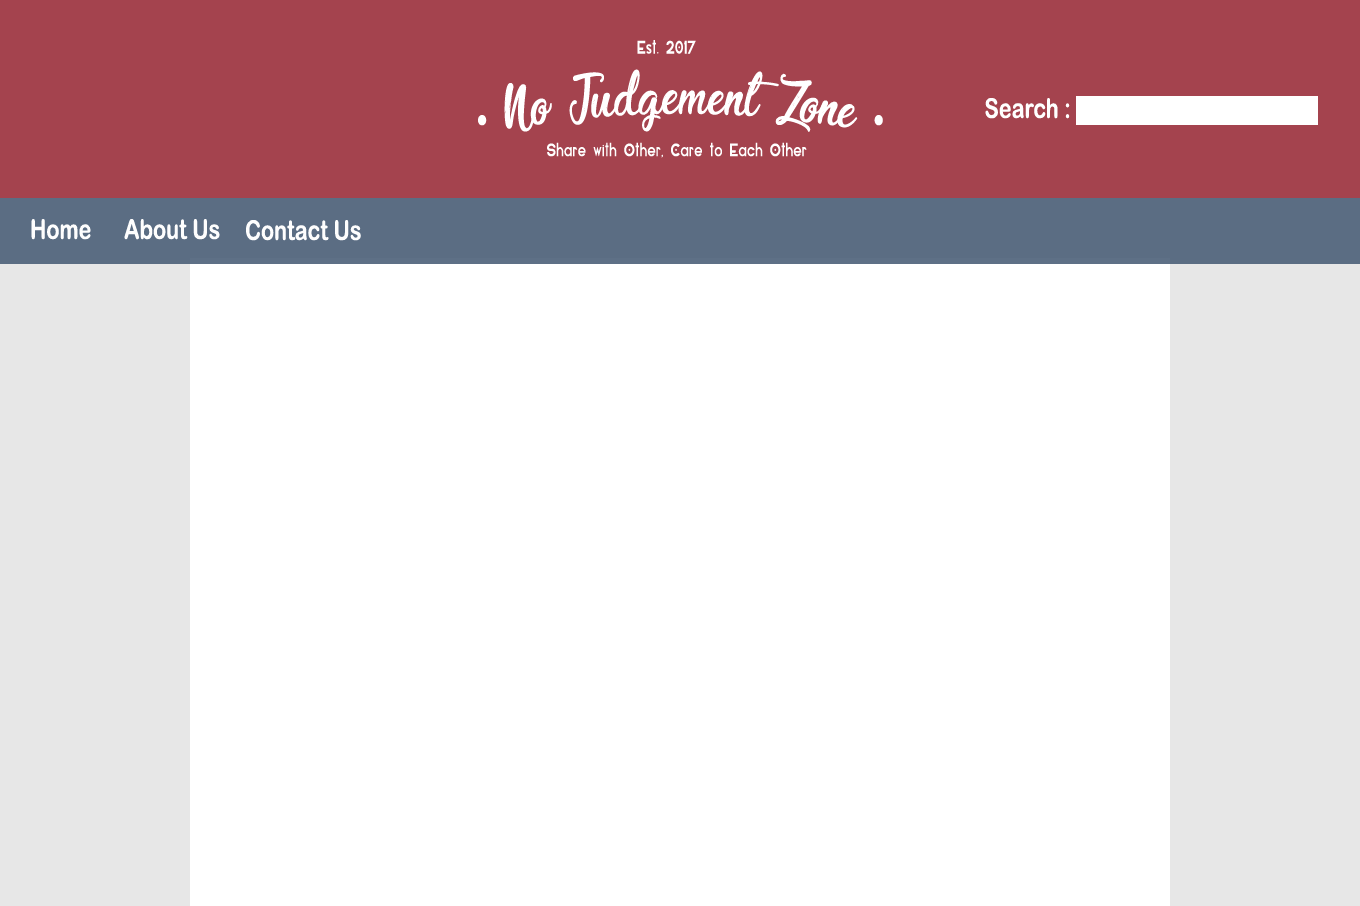 Est. 2017
. No Judgement Zone .
Share with Other, Care to Each Other
Search :
Home About Us Contact Us